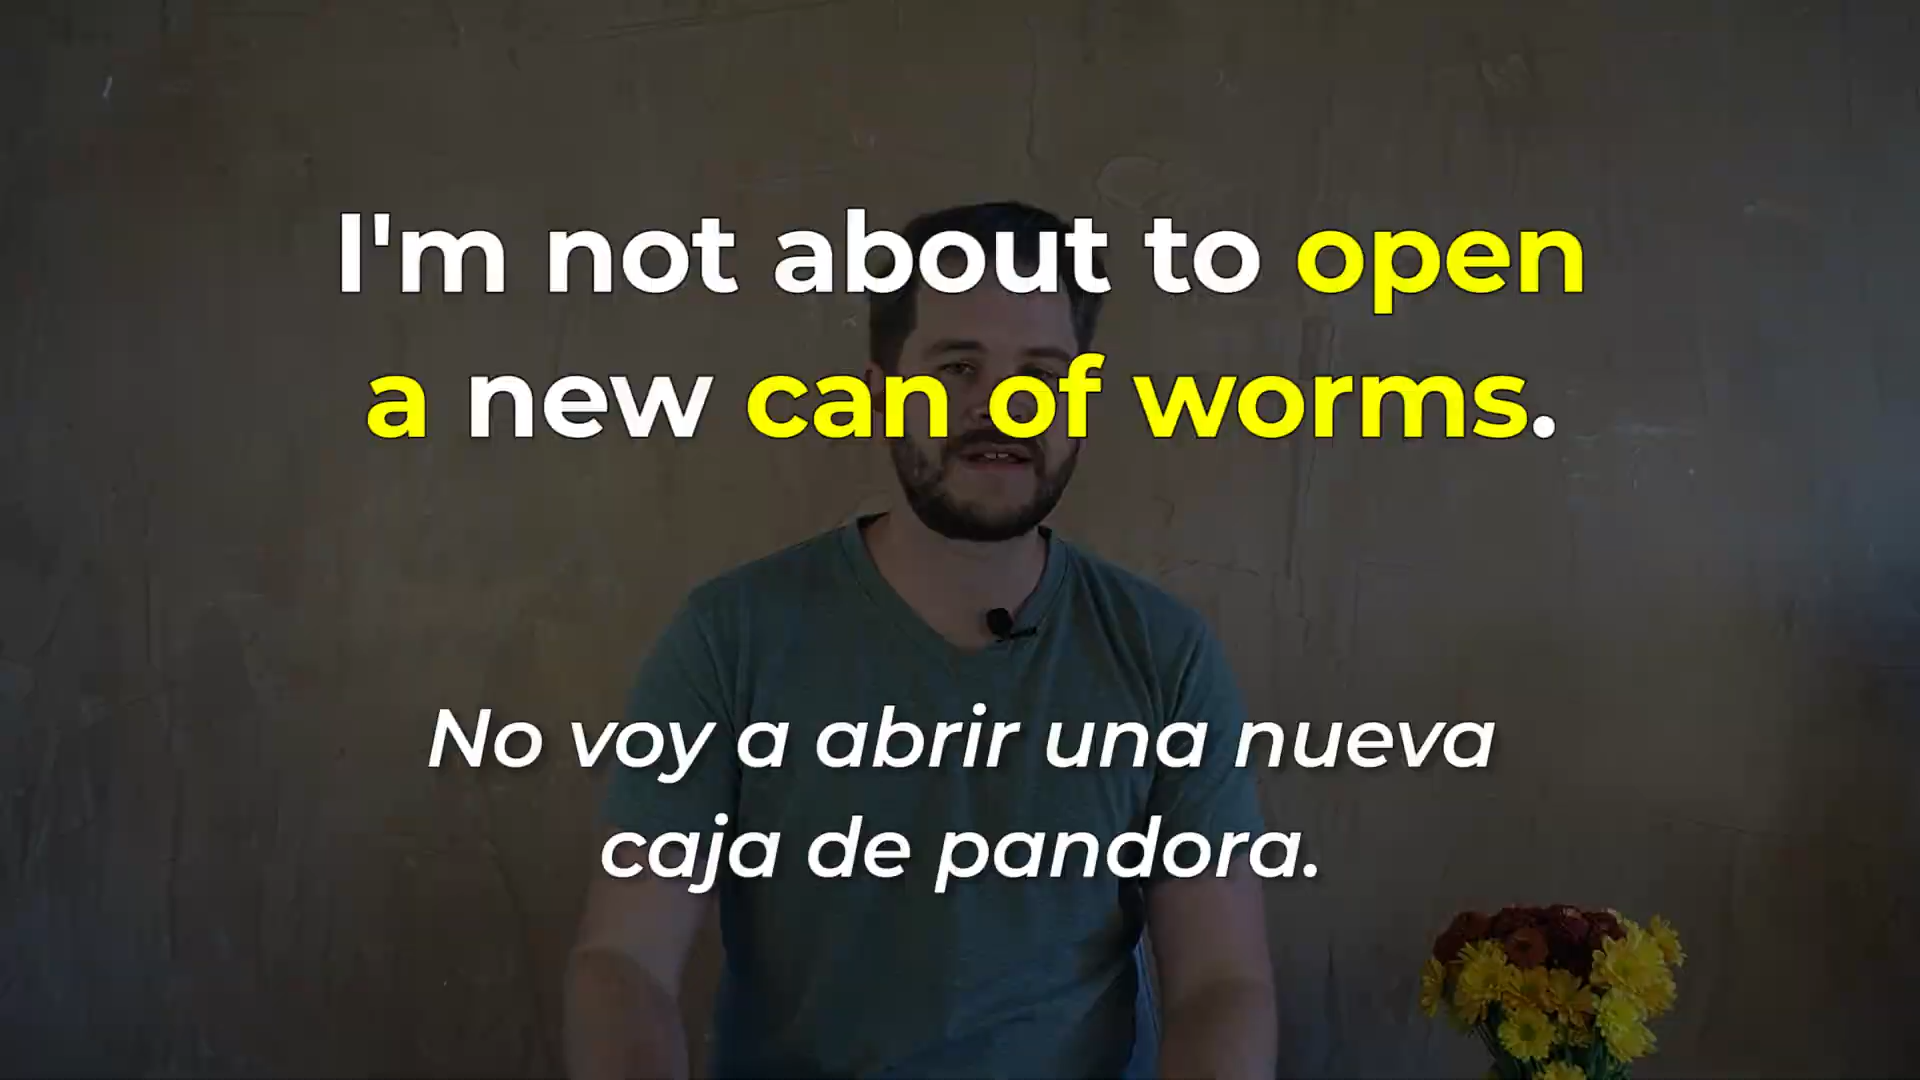 I'm not about to open
a new can of worms.
No voy a abrir una nueva
caja de pandora.